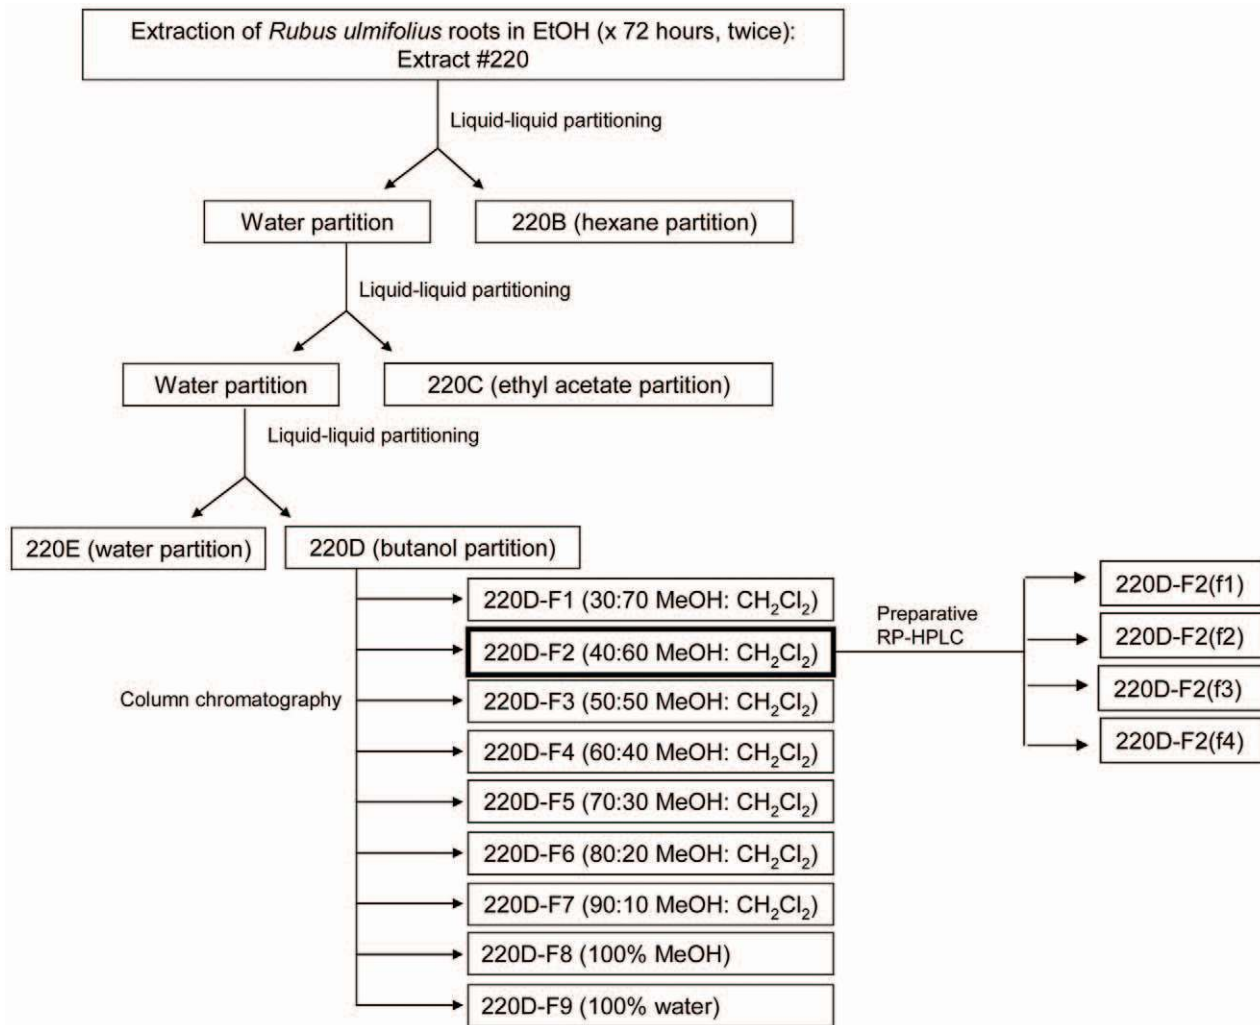 Extraction of Rubus ulmifolius roots in EtOH (x 72 hours, twice):
Extract #220
Liquid-liquid partitioning
Water partition
220B (hexane partition)
Liquid-liquid partitioning
Water partition
220C (ethyl acetate partition)
Liquid-liquid partitioning
220E (water partition)
220D (butanol partition)
Column chromatography
220D-F1 (30:70 MeOH: CH₂Cl₂)
220D-F2 (40:60 MeOH: CH₂Cl₂)
220D-F3 (50:50 MeOH: CH₂Cl₂)
220D-F4 (60:40 MeOH: CH₂Cl₂)
220D-F5 (70:30 MeOH: CH₂Cl₂)
220D-F6 (80:20 MeOH: CH₂Cl₂)
220D-F7 (90:10 MeOH: CH₂Cl₂)
220D-F8 (100% MeOH)
220D-F9 (100% water)
Preparative
RP-HPLC
220D-F2(f1)
220D-F2(f2)
220D-F2(f3)
220D-F2(f4)